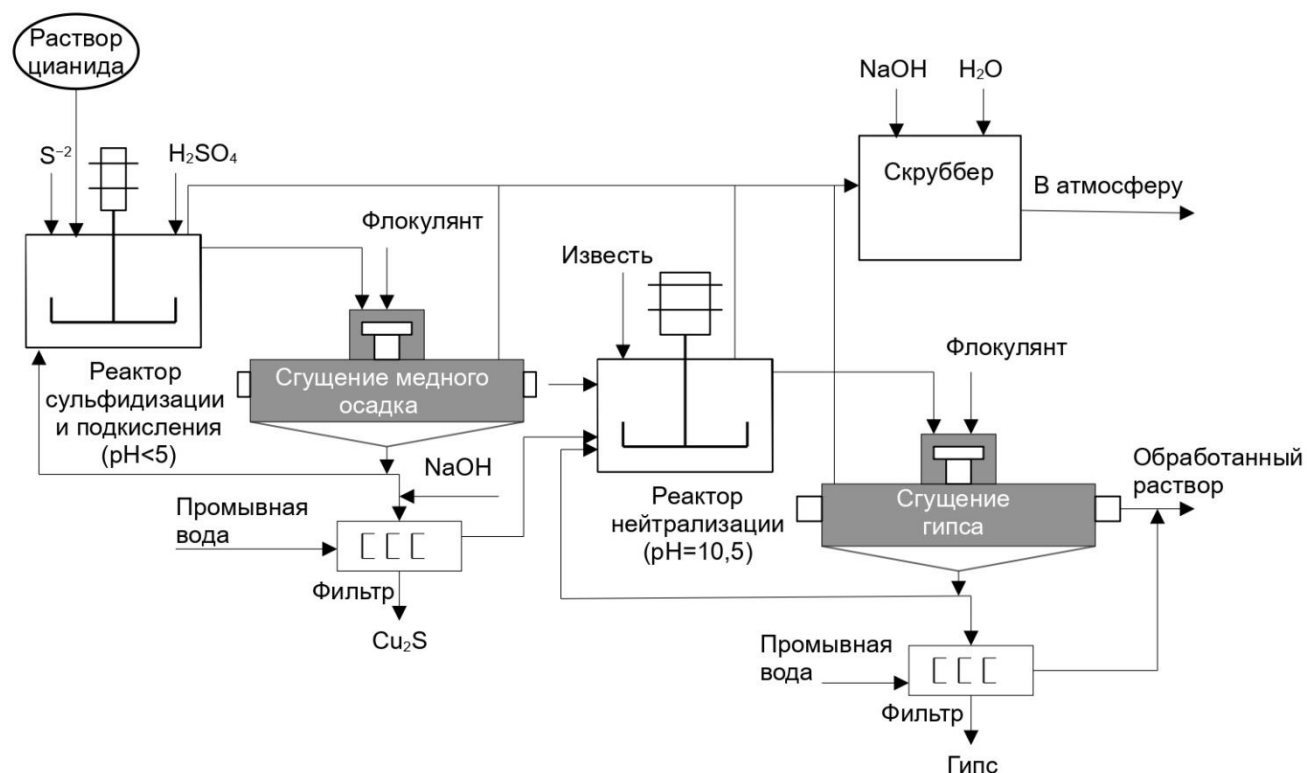 Раствор
цианида
S⁻²
H₂SO₄
Флокулянт
NaOH
H₂O
Скруббер
В атмосферу
Известь
Реактор
сульфидизации
и подкисления
(pH<5)
Сгущение медного
осадка
NaOH
Промывная
вода
Фильтр
Cu₂S
Реактор
нейтрализации
(pH=10,5)
Флокулянт
Сгущение
гипса
Обработанный
раствор
Промывная
вода
Фильтр
Гипс